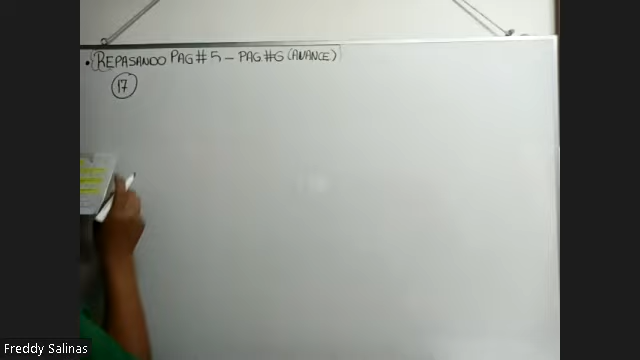 • REPASANDO PAG # 5 - PAG. #6 (AVANCE)
17
Freddy Salinas